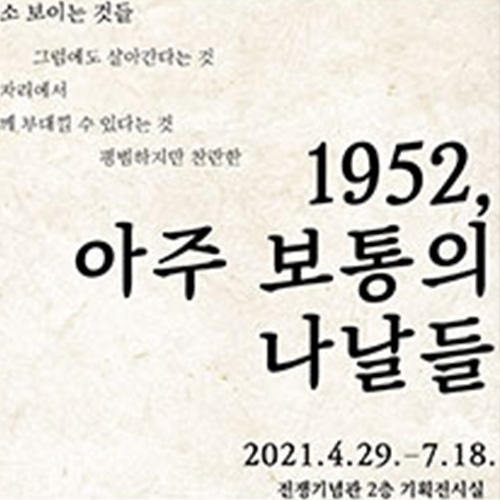 소 보이는 것들
그럼에도 살아간다는 것
자리에서
께 부대낄 수 있다는 것
평범하지만 찬란한
1952,
아주 보통의
나날들
2021.4.29.-7.18.
전쟁기념관 2층 기획전시실